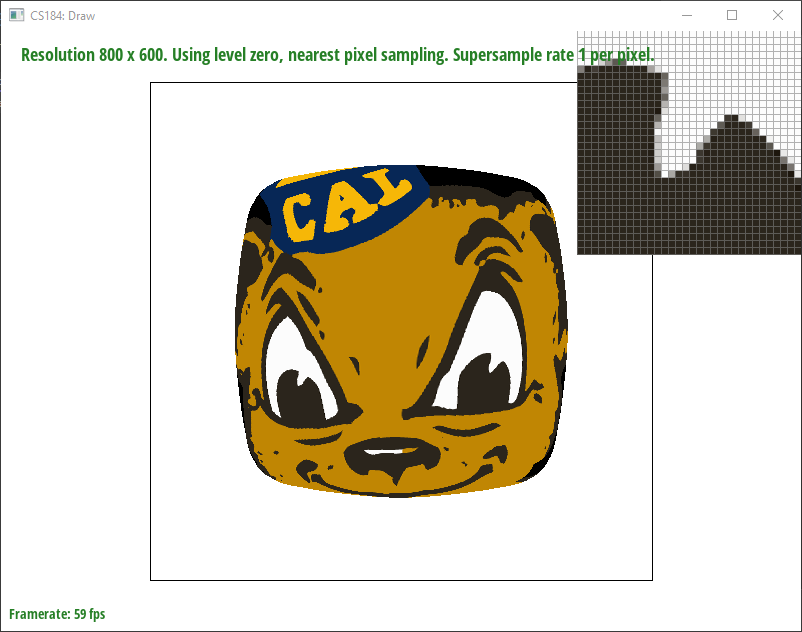 CS184: Draw
Resolution 800 x 600. Using level zero, nearest pixel sampling. Supersample rate 1 per pixel.
CAL
Framerate: 59 fps